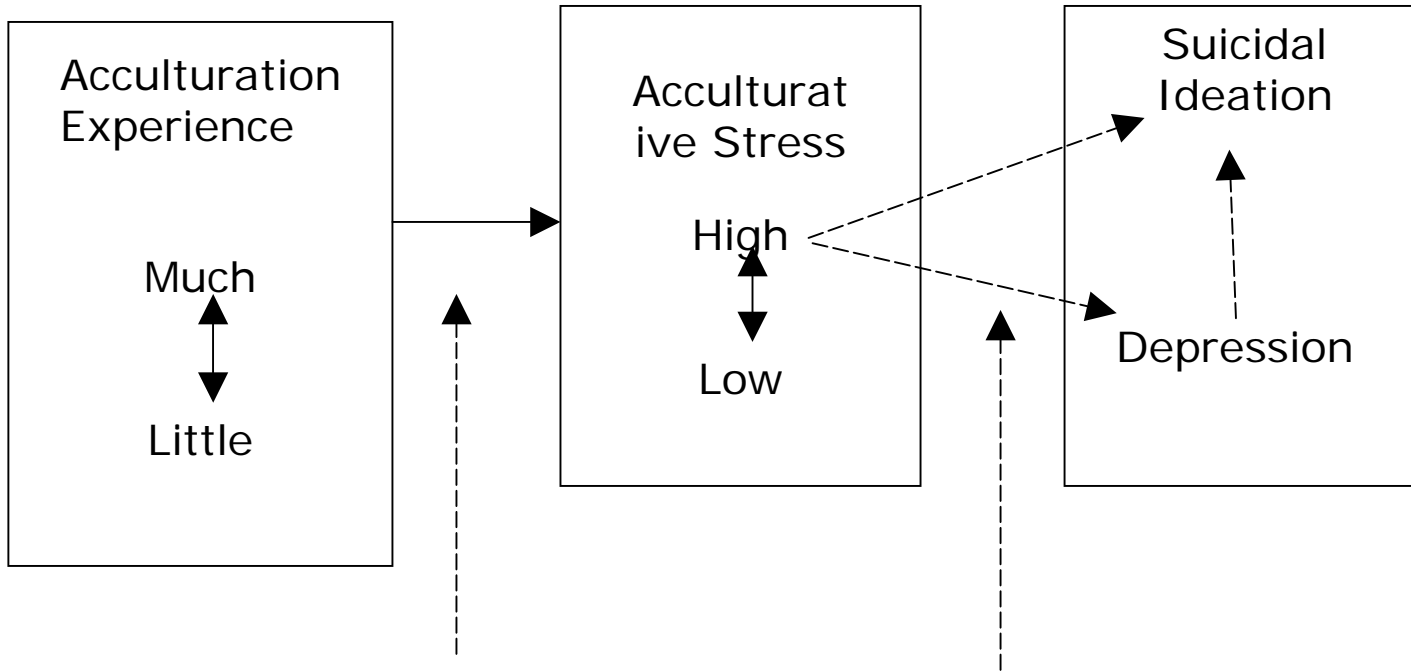 Acculturation
Experience
Much
Little
Acculturat
ive Stress
High
Low
Suicidal
Ideation
Depression